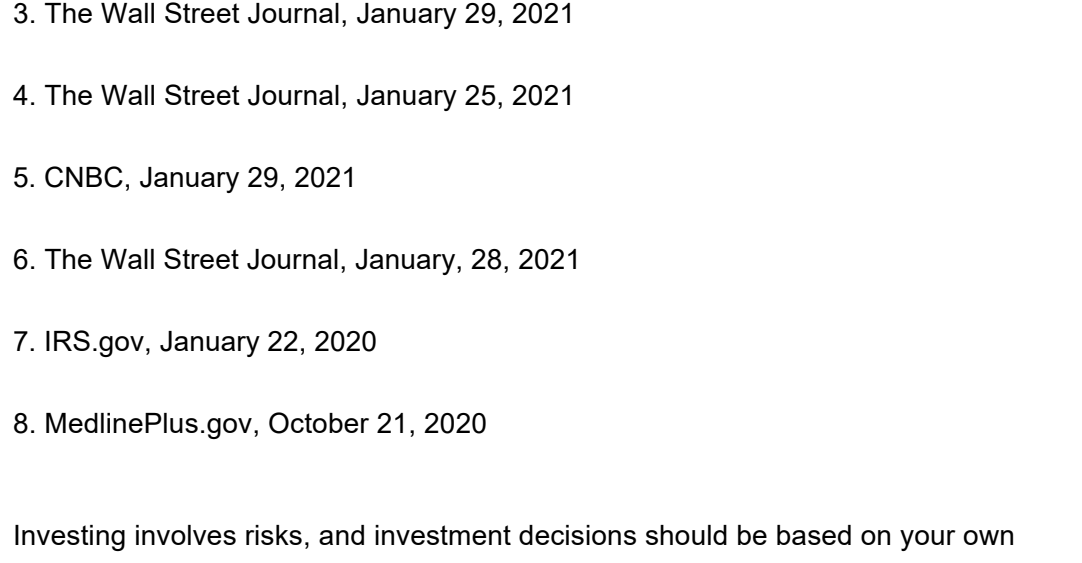 3. The Wall Street Journal, January 29, 2021
4. The Wall Street Journal, January 25, 2021
5. CNBC, January 29, 2021
6. The Wall Street Journal, January, 28, 2021
7. IRS.gov, January 22, 2020
8. MedlinePlus.gov, October 21, 2020
Investing involves risks, and investment decisions should be based on your own